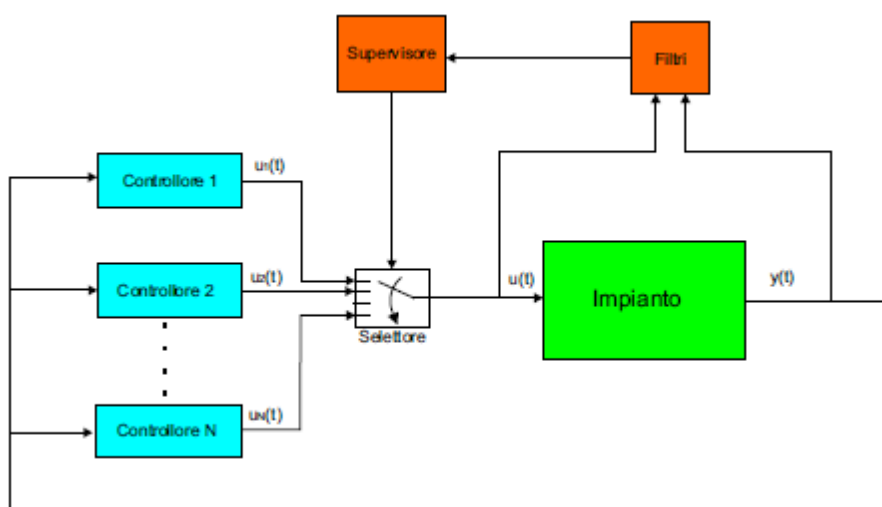 Supervisore
Filtri
Controllore 1
u1(t)
Controllore 2
u2(t)
Selettore
u(t)
Impianto
y(t)
Controllore N
uN(t)